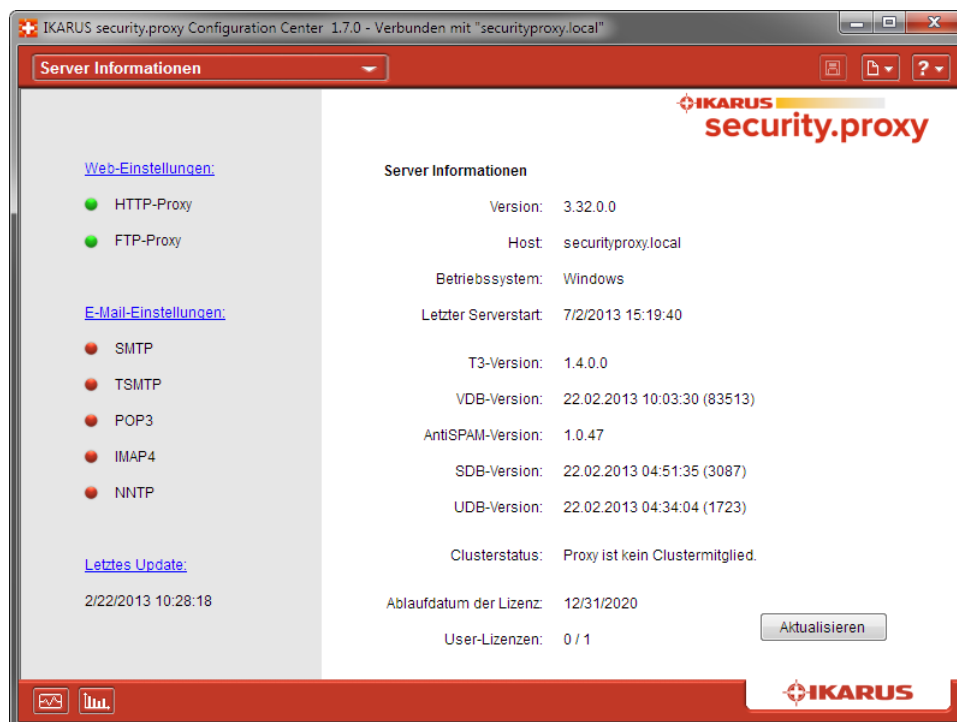 IKARUS security.proxy Configuration Center 1.7.0 - Verbunden mit "securityproxy.local"
Server Informationen
?
IKARUS
security.proxy
Web-Einstellungen:
HTTP-Proxy
FTP-Proxy
E-Mail-Einstellungen:
SMTP
TSMTP
POP3
IMAP4
NNTP
Letztes Update:
2/22/2013 10:28:18
Server Informationen
Version: 3.32.0.0
Host: securityproxy.local
Betriebssystem: Windows
Letzter Serverstart: 7/2/2013 15:19:40
T3-Version: 1.4.0.0
VDB-Version: 22.02.2013 10:03:30 (83513)
AntiSPAM-Version: 1.0.47
SDB-Version: 22.02.2013 04:51:35 (3087)
UDB-Version: 22.02.2013 04:34:04 (1723)
Clusterstatus: Proxy ist kein Clustermitglied.
Ablaufdatum der Lizenz: 12/31/2020
User-Lizenzen: 0 / 1
Aktualisieren
IKARUS